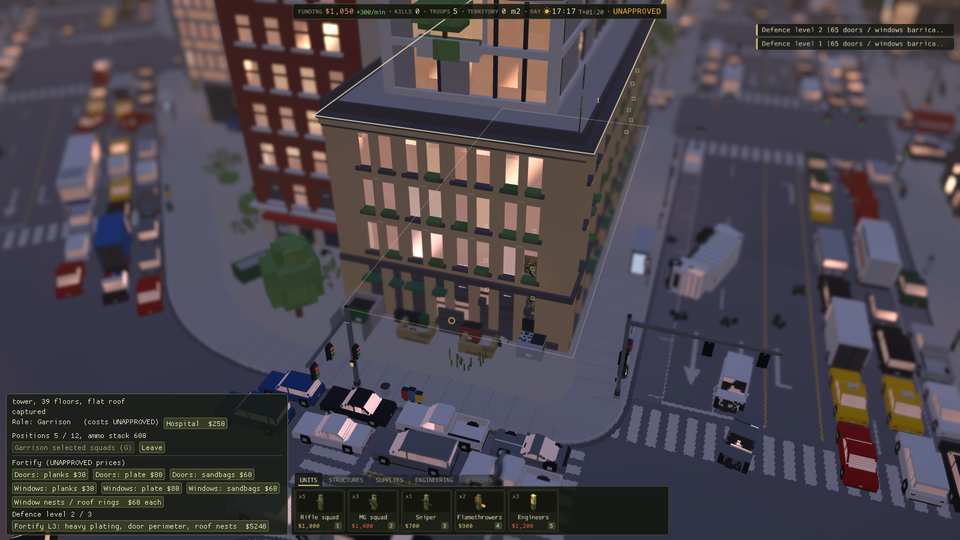 FUNDING $1,050 +300/min · KILLS 0 · TROOPS 5 · TERRITORY 0 m2 · DAY 17:17 T+01:20 · UNAPPROVED
Defence level 2 (65 doors / windows barrica..
Defence level 1 (65 doors / windows barrica..
tower, 39 floors, flat roof
captured
Role: Garrison (costs UNAPPROVED) Hospital $250
Positions 5 / 12, ammo stack 600
Garrison selected squads (G) Leave
Fortify (UNAPPROVED prices)
Doors: planks $30 Doors: plate $80 Doors: sandbags $60
Windows: planks $30 Windows: plate $80 Windows: sandbags $60
Window nests / roof rings $60 each
Defence level 2 / 3
Fortify L3: heavy plating, door perimeter, roof nests $5240
UNITS STRUCTURES SUPPLIES ENGINEERING
x5 x3 x1 x2 x3
Rifle squad MG squad Sniper Flamethrowers Engineers
$1,000 1 $1,400 2 $700 3 $900 4 $1,200 5